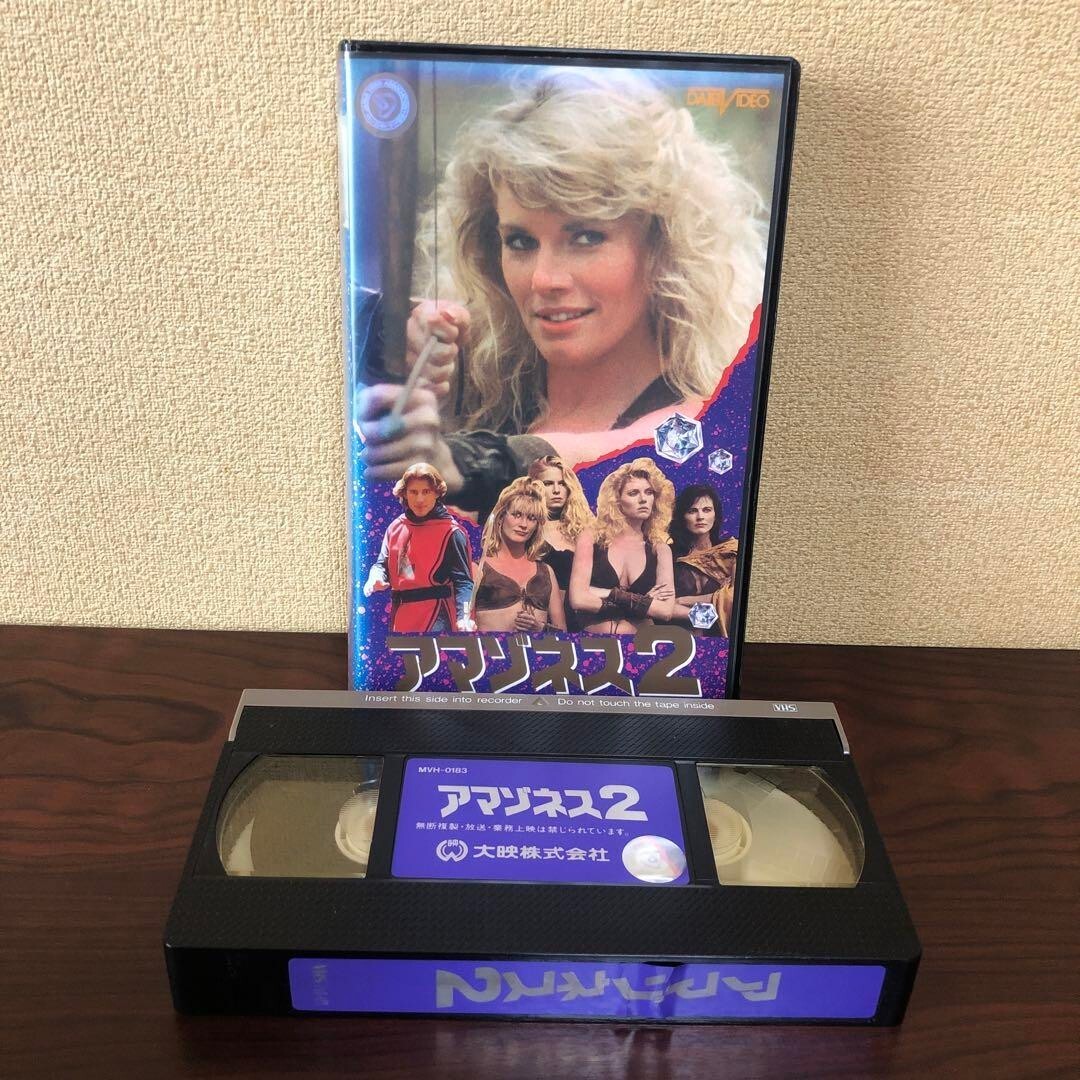 DAIEI VIDEO
アマゾネス2
Insert this side into recorder Do not touch the tape inside VHS
MVH-0183
アマゾネス2
無断複製・放送・業務上映は禁じられています。
大映株式会社
アマゾネス2